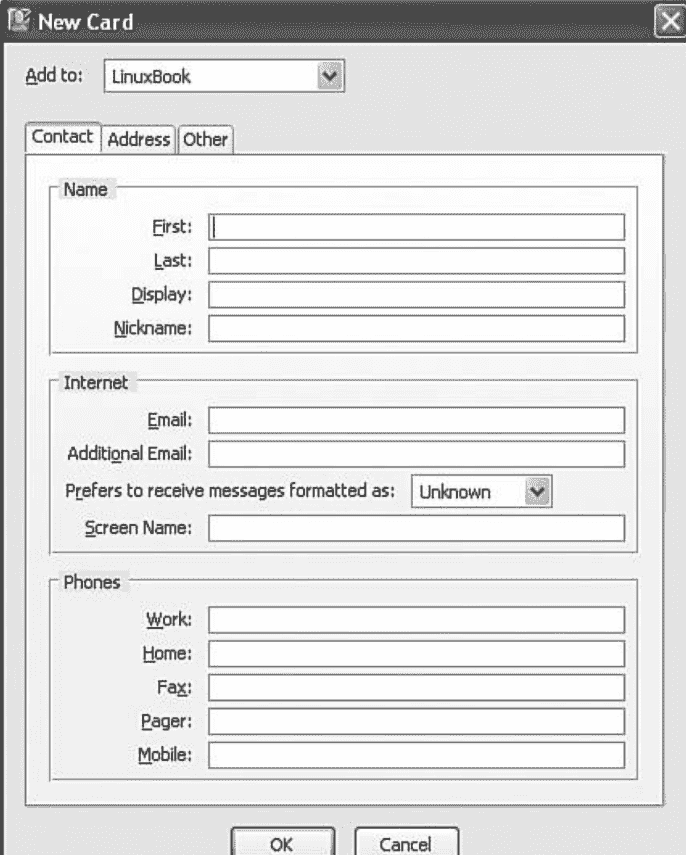 New Card
Add to: LinuxBook
Contact Address Other
Name
First:
Last:
Display:
Nickname:
Internet
Email:
Additional Email:
Prefers to receive messages formatted as: Unknown
Screen Name:
Phones
Work:
Home:
Fax:
Pager:
Mobile:
OK Cancel